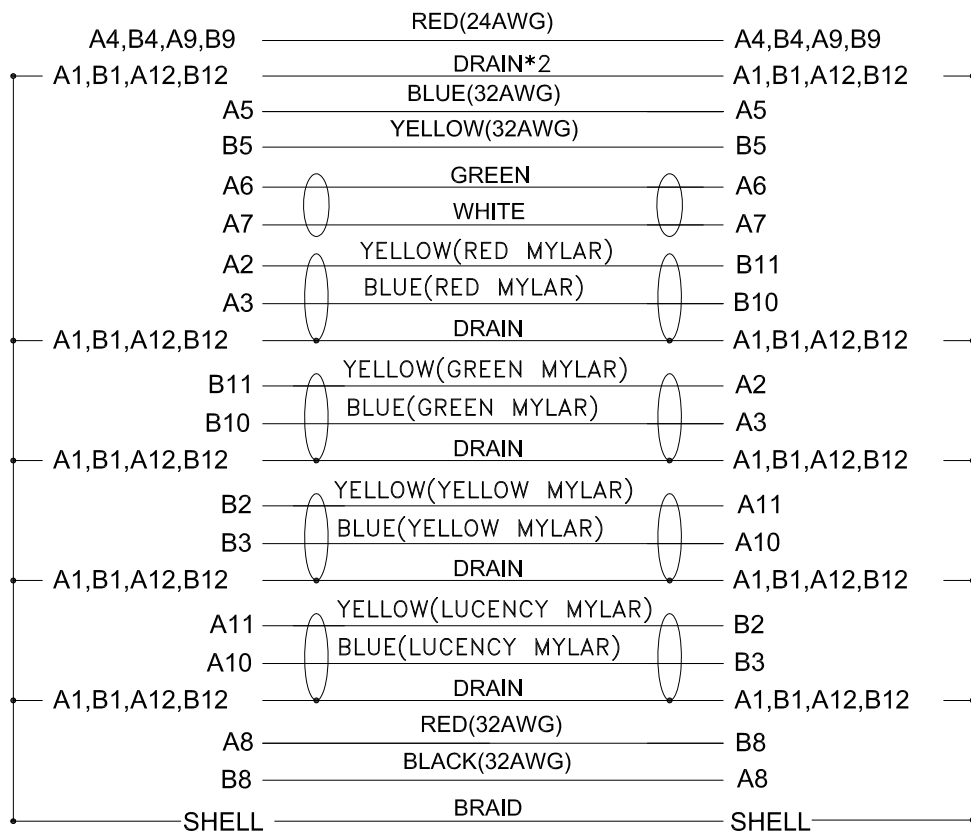 RED(24AWG)
A4,B4,A9,B9 A4,B4,A9,B9
DRAIN*2
A1,B1,A12,B12 A1,B1,A12,B12
BLUE(32AWG)
A5 A5
YELLOW(32AWG)
B5 B5
GREEN
A6 A6
WHITE
A7 A7
YELLOW(RED MYLAR)
A2 B11
BLUE(RED MYLAR)
A3 B10
DRAIN
A1,B1,A12,B12 A1,B1,A12,B12
YELLOW(GREEN MYLAR)
B11 A2
BLUE(GREEN MYLAR)
B10 A3
DRAIN
A1,B1,A12,B12 A1,B1,A12,B12
YELLOW(YELLOW MYLAR)
B2 A11
BLUE(YELLOW MYLAR)
B3 A10
DRAIN
A1,B1,A12,B12 A1,B1,A12,B12
YELLOW(LUCENCY MYLAR)
A11 B2
BLUE(LUCENCY MYLAR)
A10 B3
DRAIN
A1,B1,A12,B12 A1,B1,A12,B12
RED(32AWG)
A8 B8
BLACK(32AWG)
B8 A8
BRAID
SHELL SHELL